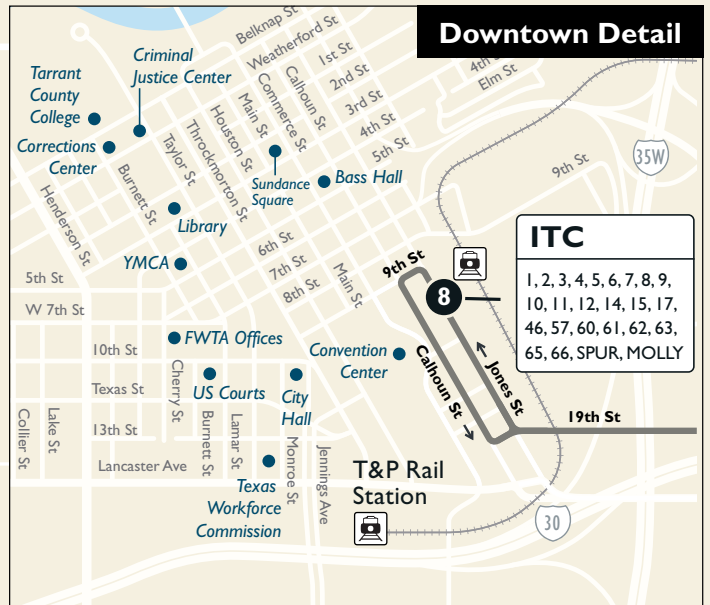 Downtown Detail
Belknap St
Weatherford St
1st St
2nd St
3rd St
4th St
5th St
4th St
Elm St
Calhoun St
Commerce St
Main St
Houston St
Throckmorton St
Taylor St
Burnett St
Henderson St
Criminal
Justice Center
Tarrant
County
College
Corrections
Center
Sundance
Square
Bass Hall
Library
YMCA
35W
9th St
6th St
7th St
8th St
Main St
9th St
ITC
1, 2, 3, 4, 5, 6, 7, 8, 9,
10, 11, 12, 14, 15, 17,
46, 57, 60, 61, 62, 63,
65, 66, SPUR, MOLLY
8
5th St
W 7th St
10th St
Texas St
13th St
Lancaster Ave
FWTA Offices
US Courts
City
Hall
Convention
Center
Calhoun St
Jones St
19th St
Cherry St
Burnett St
Lamar St
Monroe St
Jennings Ave
Collier St
Lake St
Texas
Workforce
Commission
T&P Rail
Station
30